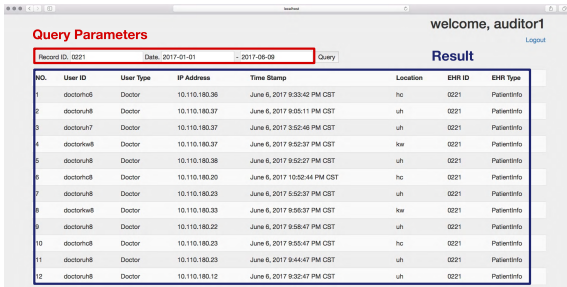 localhost
welcome, auditor1
Query Parameters
Logout
Record ID. 0221 Date. 2017-01-01 - 2017-06-09 Query
Result
NO. User ID User Type IP Address Time Stamp Location EHR ID EHR Type
1 doctorhc6 Doctor 10.110.180.36 June 6, 2017 9:33:42 PM CST hc 0221 PatientInfo
2 doctoruh8 Doctor 10.110.180.37 June 6, 2017 9:05:11 PM CST uh 0221 PatientInfo
3 doctoruh7 Doctor 10.110.180.37 June 6, 2017 3:52:46 PM CST uh 0221 PatientInfo
4 doctorkw8 Doctor 10.110.180.37 June 6, 2017 9:52:37 PM CST kw 0221 PatientInfo
5 doctoruh8 Doctor 10.110.180.38 June 6, 2017 9:52:27 PM CST uh 0221 PatientInfo
6 doctorhc8 Doctor 10.110.180.20 June 6, 2017 10:52:44 PM CST hc 0221 PatientInfo
7 doctoruh8 Doctor 10.110.180.23 June 6, 2017 5:52:37 PM CST uh 0221 PatientInfo
8 doctorkw8 Doctor 10.110.180.33 June 6, 2017 9:56:37 PM CST kw 0221 PatientInfo
9 doctoruh8 Doctor 10.110.180.22 June 6, 2017 9:58:47 PM CST uh 0221 PatientInfo
10 doctorhc8 Doctor 10.110.180.23 June 6, 2017 9:55:47 PM CST hc 0221 PatientInfo
11 doctoruh8 Doctor 10.110.180.23 June 6, 2017 9:44:47 PM CST uh 0221 PatientInfo
12 doctoruh8 Doctor 10.110.180.12 June 6, 2017 9:32:47 PM CST uh 0221 PatientInfo